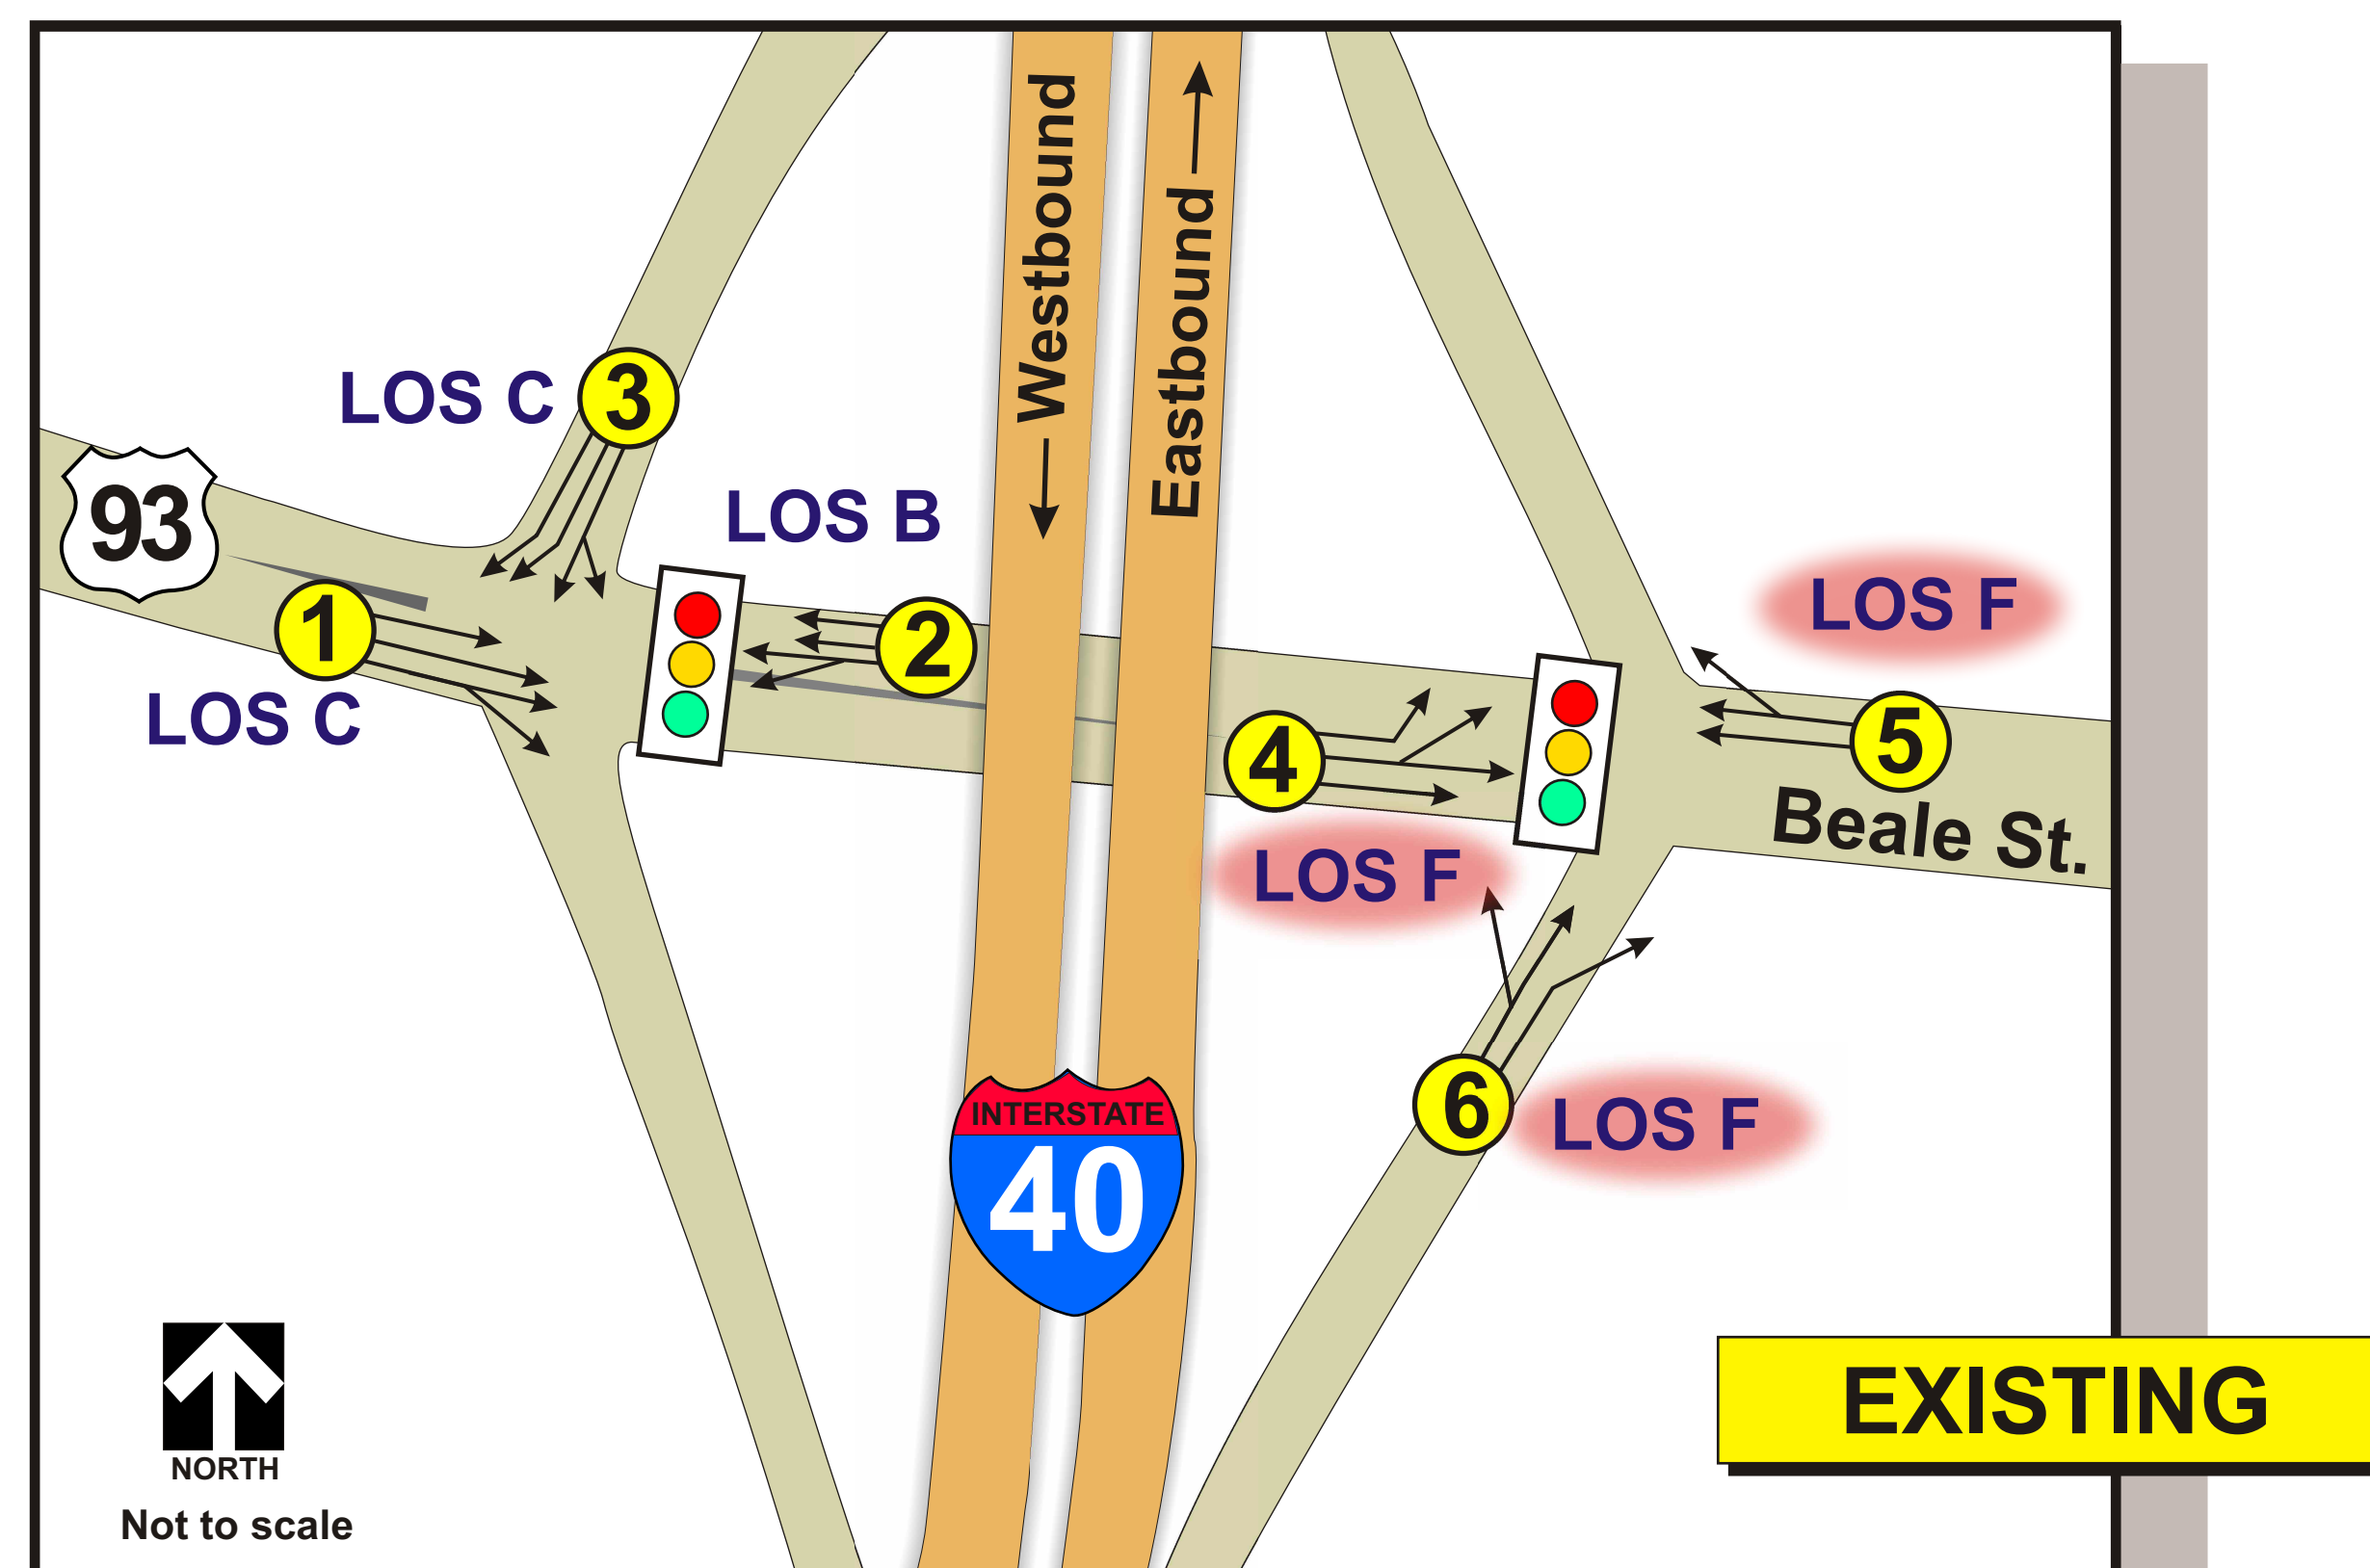 Westbound
Eastbound
LOS C
3
93
LOS B
1
2
LOS F
LOS C
4
5
Beale St.
LOS F
6
LOS F
INTERSTATE
40
EXISTING
NORTH
Not to scale